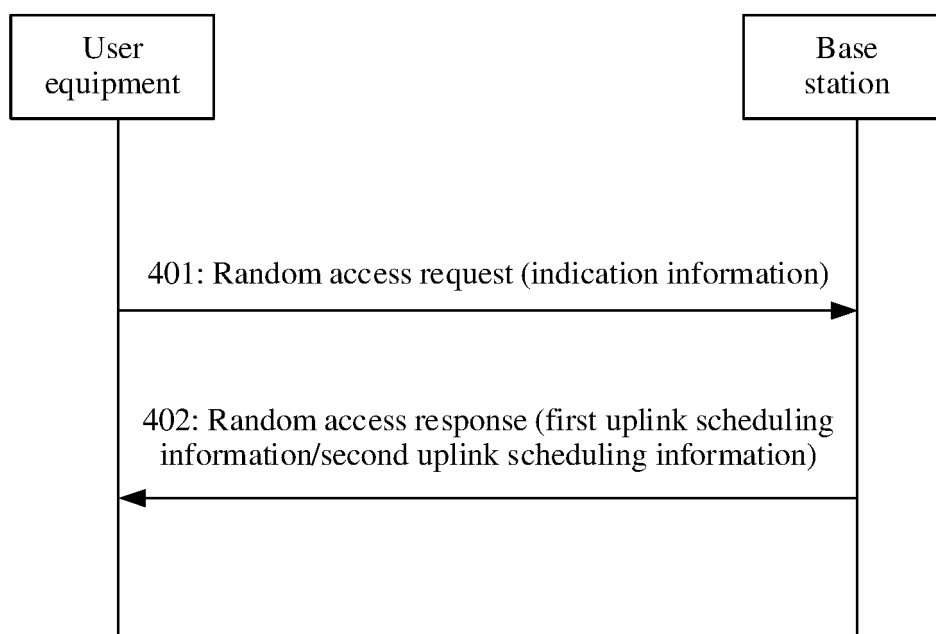 User
equipment
Base
station
401: Random access request (indication information)
402: Random access response (first uplink scheduling
information/second uplink scheduling information)